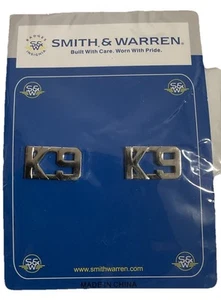 SMITH & WARREN®
Built With Care. Worn With Pride.
S&W S&W
K9 K9
S&W S&W
www.smithwarren.com
MADE IN CHINA